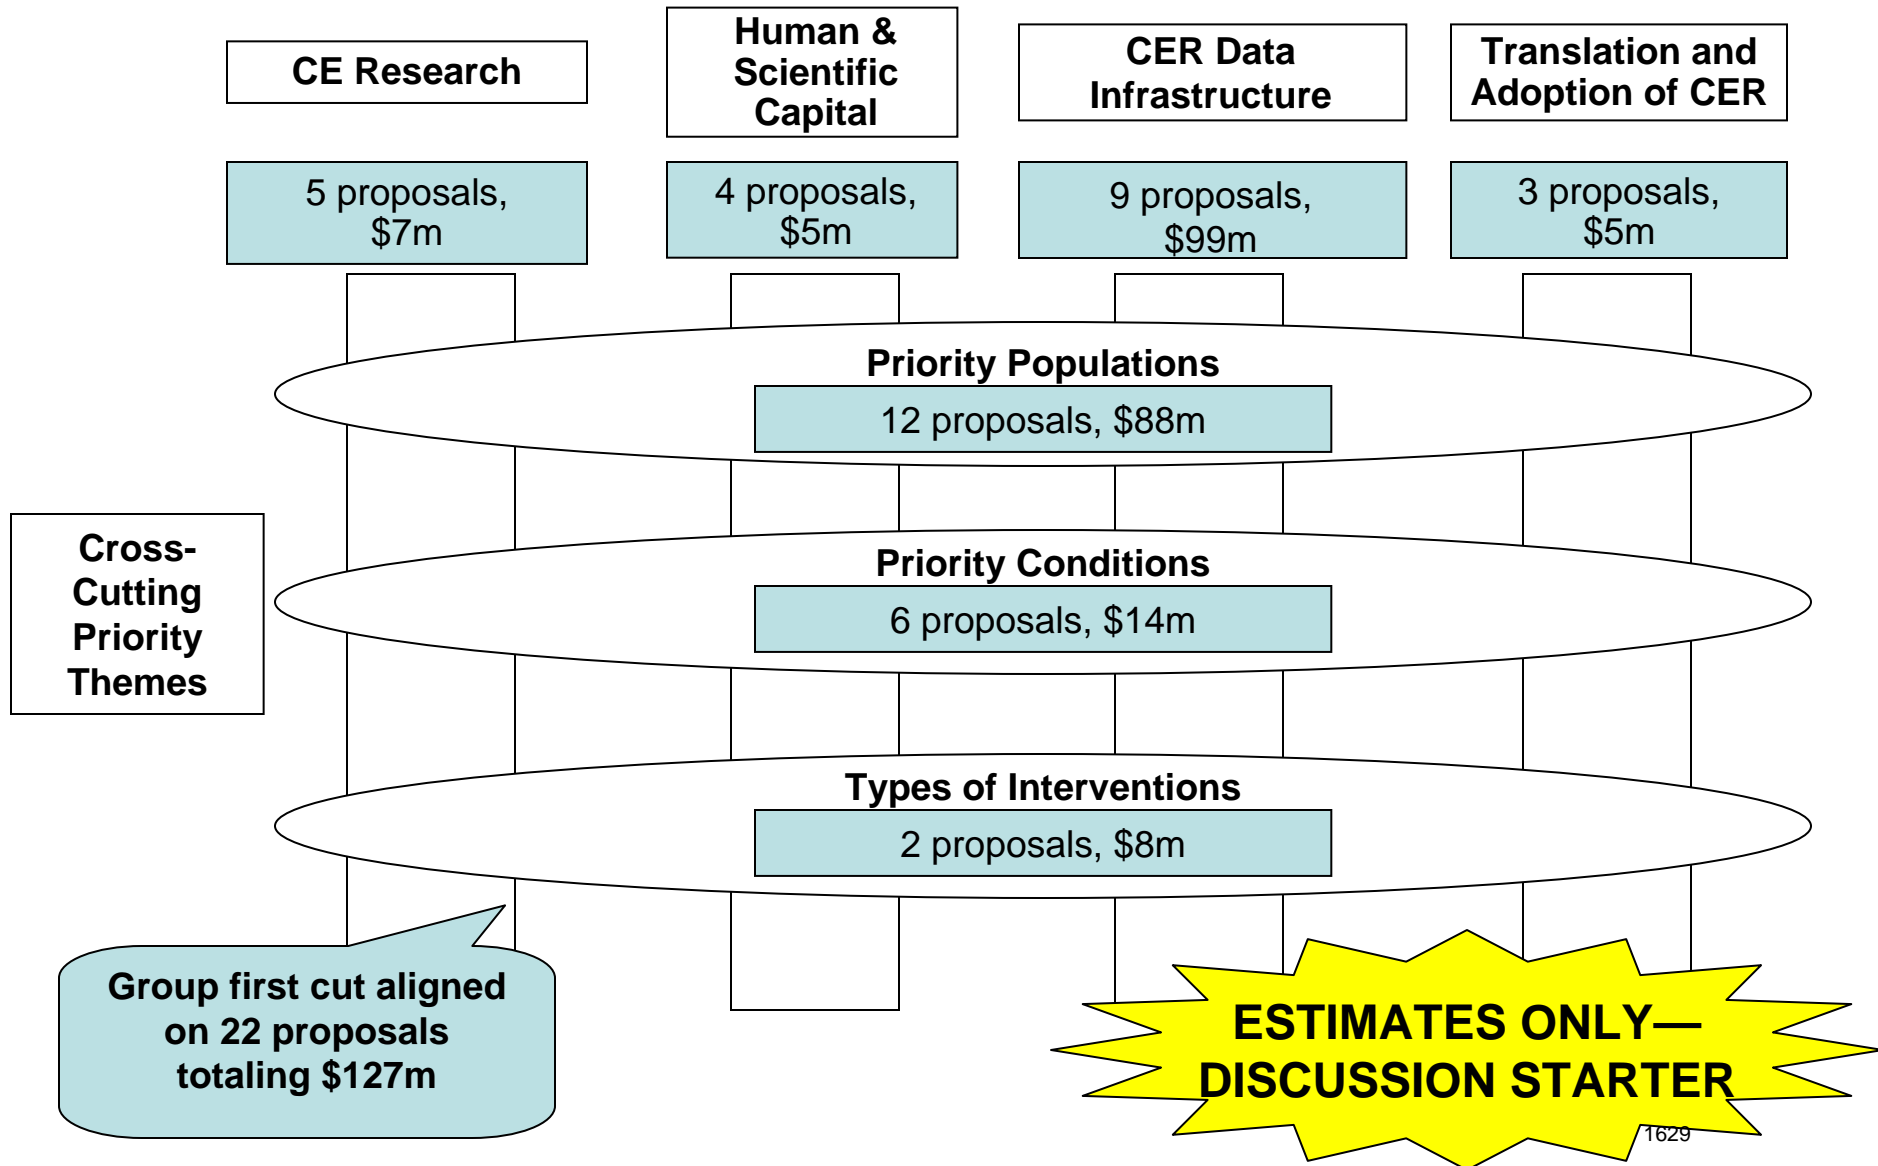 CE Research
Human &
Scientific
Capital
CER Data
Infrastructure
Translation and
Adoption of CER
5 proposals,
$7m
4 proposals,
$5m
9 proposals,
$99m
3 proposals,
$5m
Priority Populations
12 proposals, $88m
Cross-
Cutting
Priority
Themes
Priority Conditions
6 proposals, $14m
Types of Interventions
2 proposals, $8m
Group first cut aligned
on 22 proposals
totaling $127m
ESTIMATES ONLY—
DISCUSSION STARTER
1629